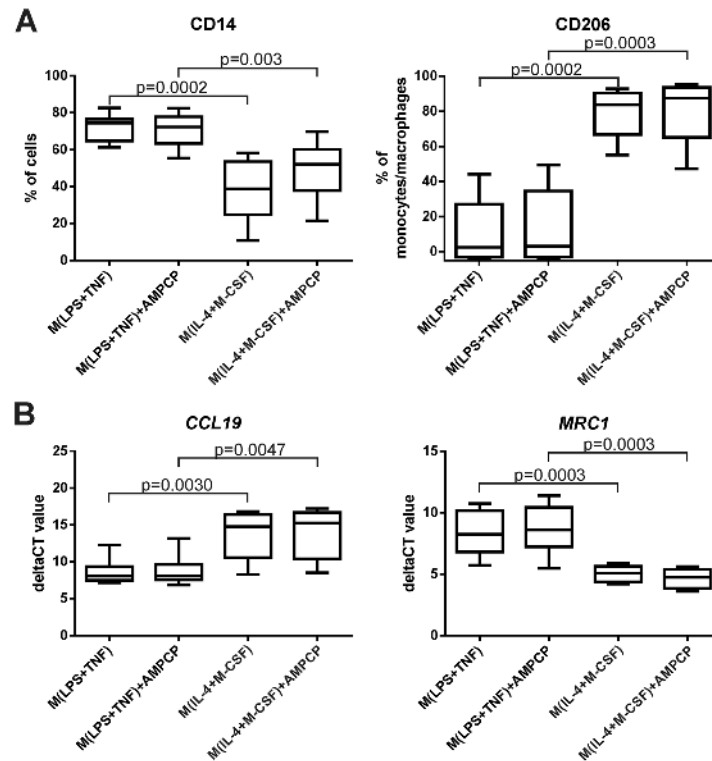 A
CD14
CD206
p=0.003
p=0.0002
p=0.0003
p=0.0002
% of cells
100
80
60
40
20
0
% of
monocytes/macrophages
100
80
60
40
20
0
M(LPS+TNF)
M(LPS+TNF)+AMPCP
M(IL-4+M-CSF)
M(IL-4+M-CSF)+AMPCP
M(LPS+TNF)
M(LPS+TNF)+AMPCP
M(IL-4+M-CSF)
M(IL-4+M-CSF)+AMPCP
B
CCL19
MRC1
p=0.0047
p=0.0030
p=0.0003
p=0.0003
deltaCT value
25
20
15
10
5
0
deltaCT value
15
10
5
0
M(LPS+TNF)
M(LPS+TNF)+AMPCP
M(IL-4+M-CSF)
M(IL-4+M-CSF)+AMPCP
M(LPS+TNF)
M(LPS+TNF)+AMPCP
M(IL-4+M-CSF)
M(IL-4+M-CSF)+AMPCP